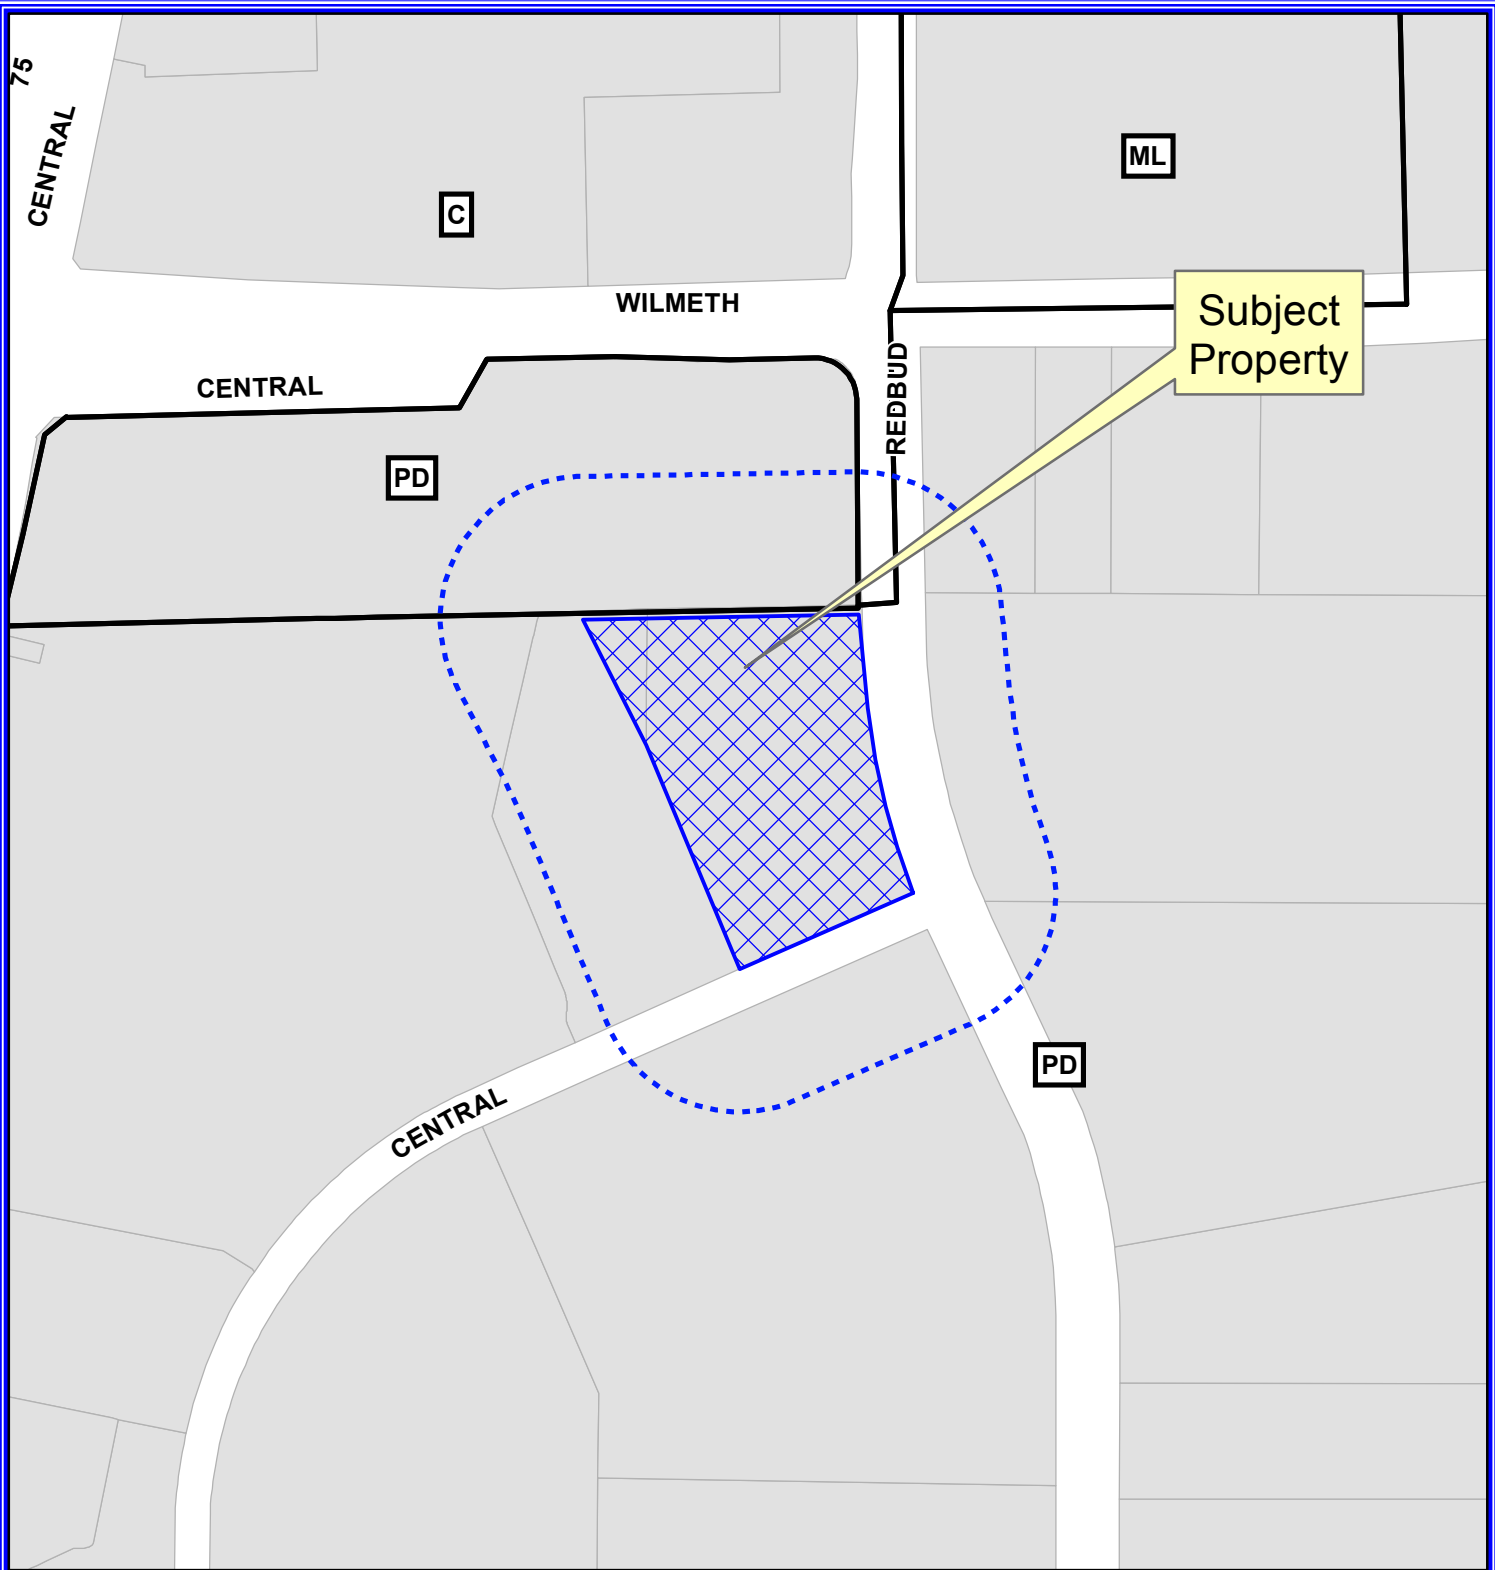 75
CENTRAL
ML
C
WILMETH
Subject
Property
CENTRAL
REDBUD
PD
PD
CENTRAL